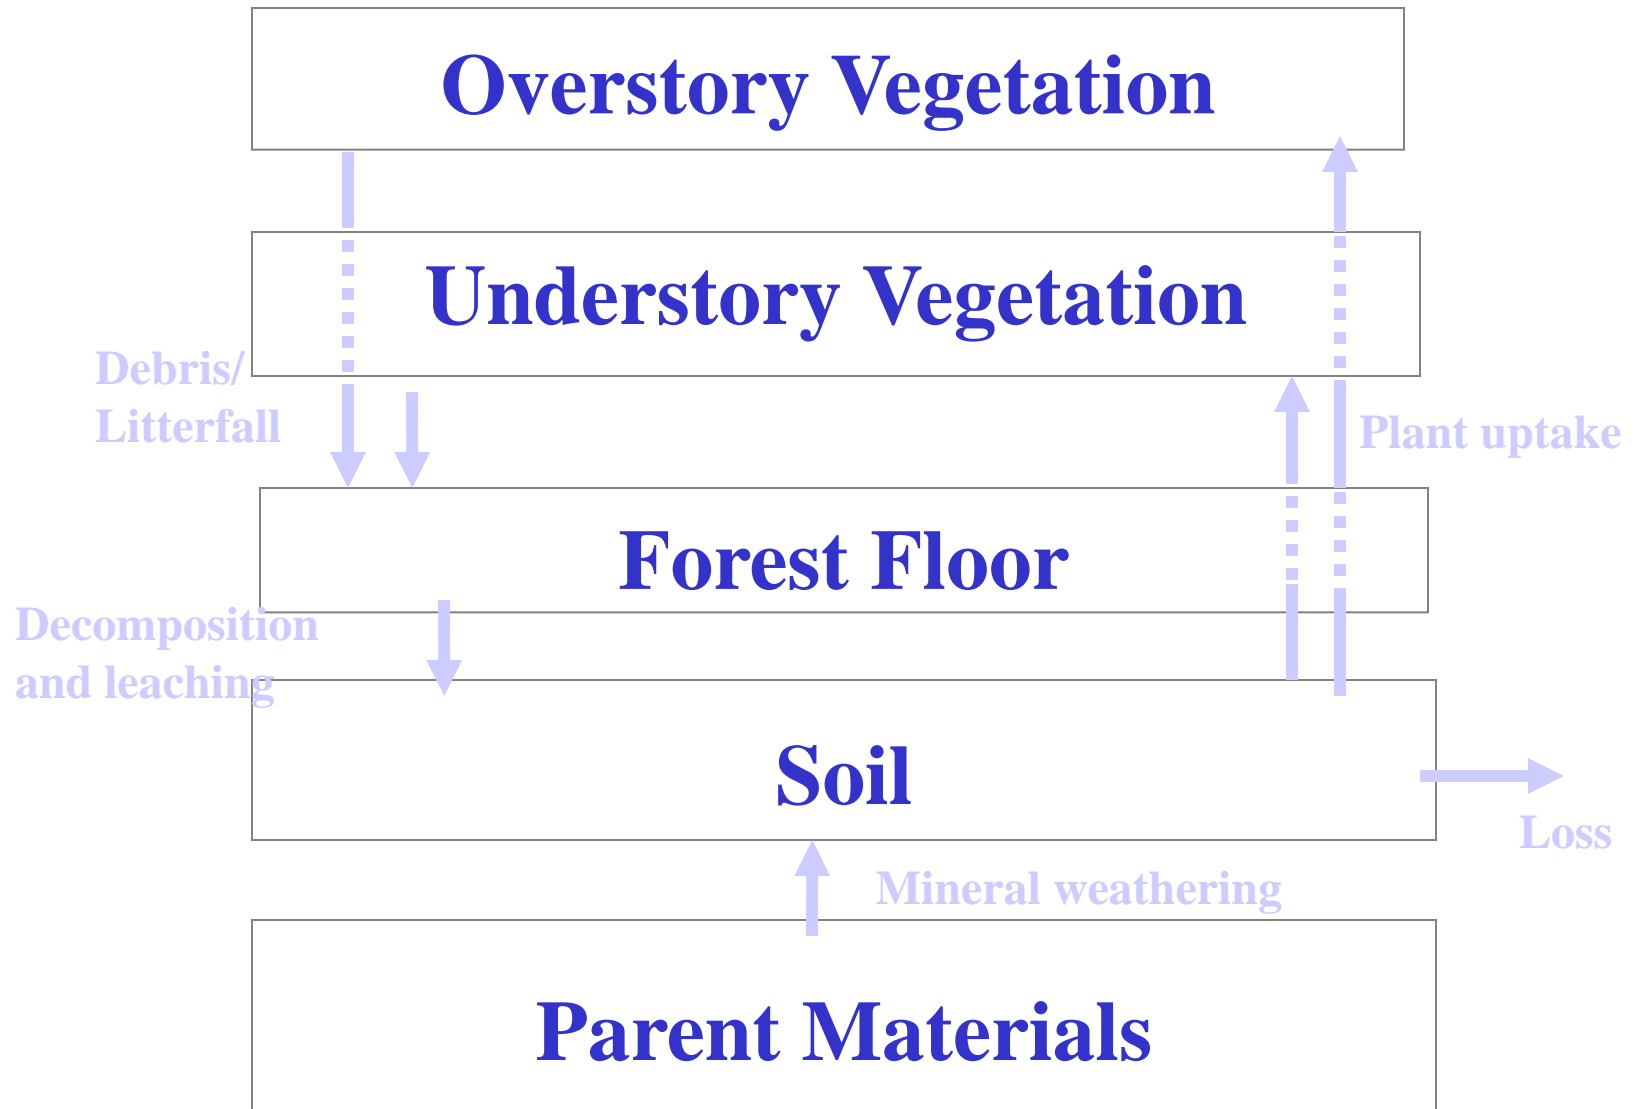 Overstory Vegetation
Understory Vegetation
Debris/
Litterfall
Plant uptake
Forest Floor
Decomposition
and leaching
Soil
Loss
Mineral weathering
Parent Materials